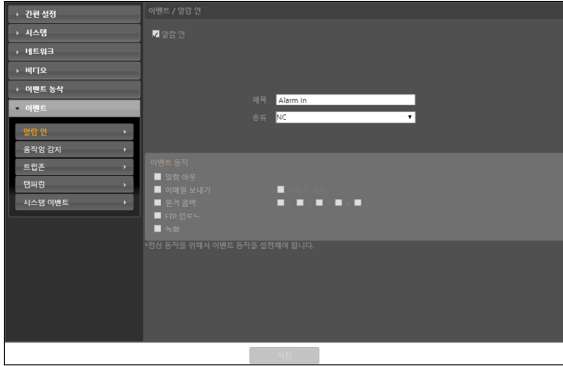 간편 설정
시스템
네트워크
비디오
이벤트 동작
이벤트
알람 인
움직임 감지
트립존
탬퍼링
시스템 이벤트
이벤트 / 알람 인
알람 인
제목 Alarm In
종류 NC
이벤트 동작
알람 아웃
이메일 보내기
원격 콜백
FTP 업로드
녹화
*정상 동작을 위해서 이벤트 동작을 설정해야 합니다.
저장